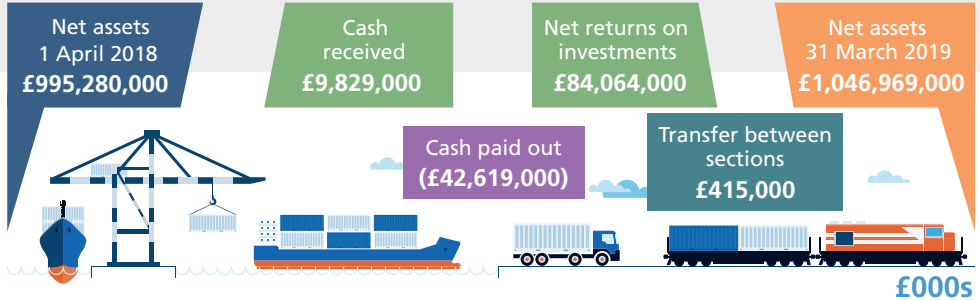 Net assets
1 April 2018
£995,280,000
Cash
received
£9,829,000
Net returns on
investments
£84,064,000
Net assets
31 March 2019
£1,046,969,000
Cash paid out
(£42,619,000)
Transfer between
sections
£415,000
£000s